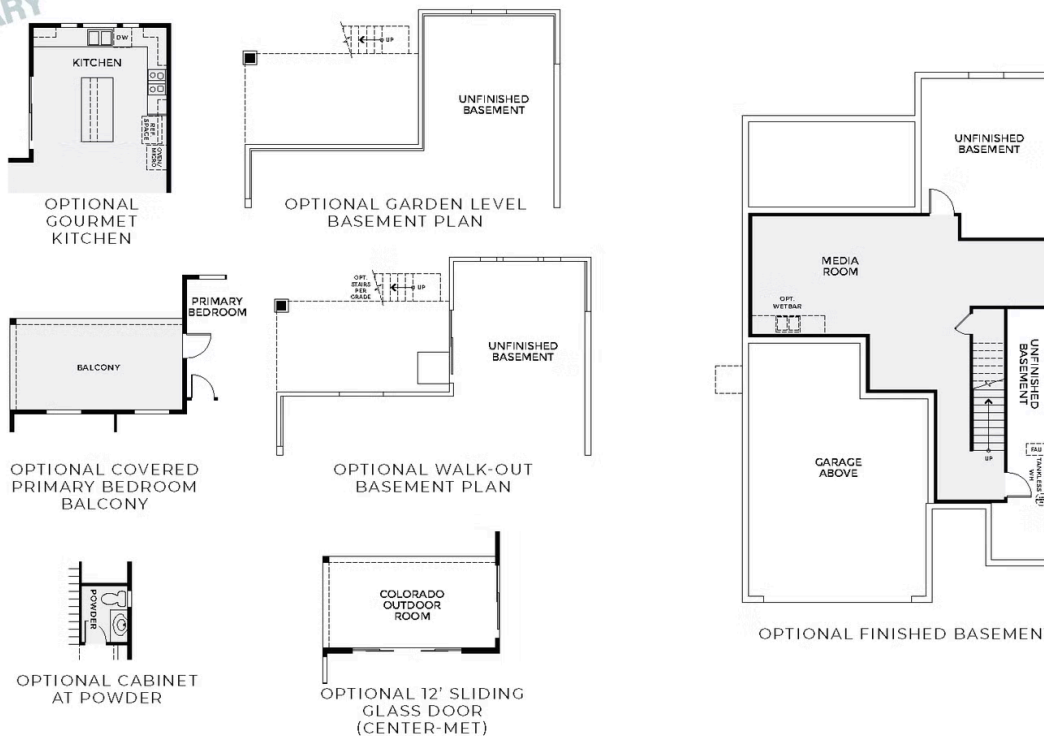 ARY
DW
KITCHEN
REF.
SPACE
OVEN/
MICRO
OPTIONAL
GOURMET
KITCHEN
UP
UNFINISHED
BASEMENT
OPTIONAL GARDEN LEVEL
BASEMENT PLAN
PRIMARY
BEDROOM
BALCONY
OPTIONAL COVERED
PRIMARY BEDROOM
BALCONY
OPT.
STAIRS
PER
GRADE
UP
UNFINISHED
BASEMENT
OPTIONAL WALK-OUT
BASEMENT PLAN
POWDER
OPTIONAL CABINET
AT POWDER
COLORADO
OUTDOOR
ROOM
OPTIONAL 12' SLIDING
GLASS DOOR
(CENTER-MET)
UNFINISHED
BASEMENT
MEDIA
ROOM
OPT.
WETBAR
UNFINISHED
BASEMENT
GARAGE
ABOVE
UP
FAU
TANKLESS
WH
OPTIONAL FINISHED BASEMEN